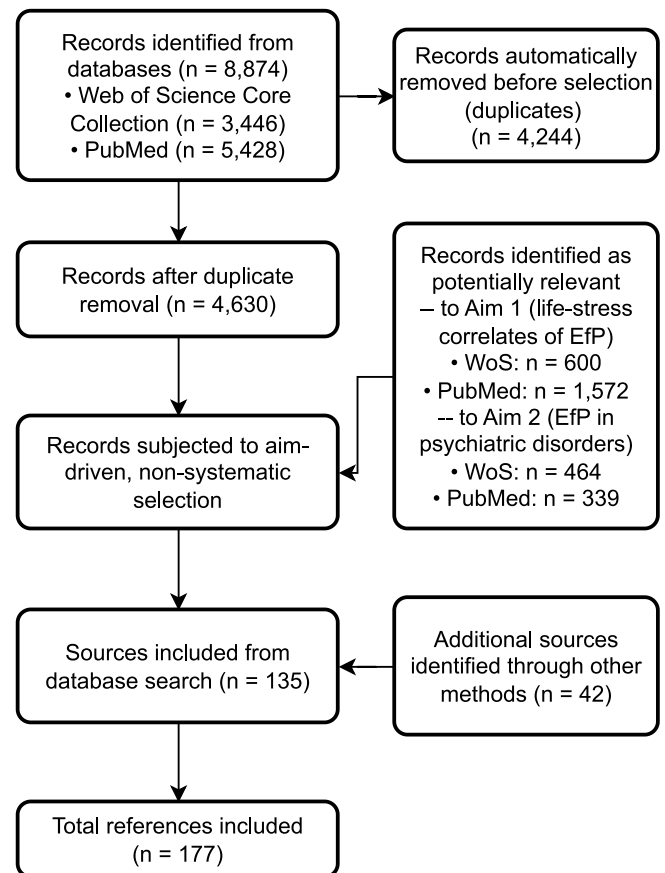 Records identified from
databases (n = 8,874)
• Web of Science Core
Collection (n = 3,446)
• PubMed (n = 5,428)
Records automatically
removed before selection
(duplicates)
(n = 4,244)
Records after duplicate
removal (n = 4,630)
Records identified as
potentially relevant
– to Aim 1 (life-stress
correlates of EfP)
• WoS: n = 600
• PubMed: n = 1,572
-- to Aim 2 (EfP in
psychiatric disorders)
• WoS: n = 464
• PubMed: n = 339
Records subjected to aim-
driven, non-systematic
selection
Sources included from
database search (n = 135)
Additional sources
identified through other
methods (n = 42)
Total references included
(n = 177)